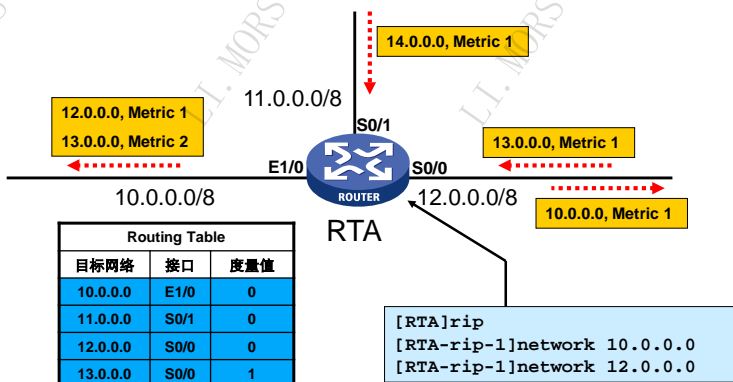 LI. MORS
LI. MORS
14.0.0.0, Metric 1
11.0.0.0/8
S0/1
12.0.0.0, Metric 1
13.0.0.0, Metric 2
13.0.0.0, Metric 1
E1/0
S0/0
ROUTER
10.0.0.0/8
12.0.0.0/8
10.0.0.0, Metric 1
RTA
Routing Table
目标网络 接口 度量值
10.0.0.0 E1/0 0
11.0.0.0 S0/1 0
12.0.0.0 S0/0 0
13.0.0.0 S0/0 1
[RTA]rip
[RTA-rip-1]network 10.0.0.0
[RTA-rip-1]network 12.0.0.0